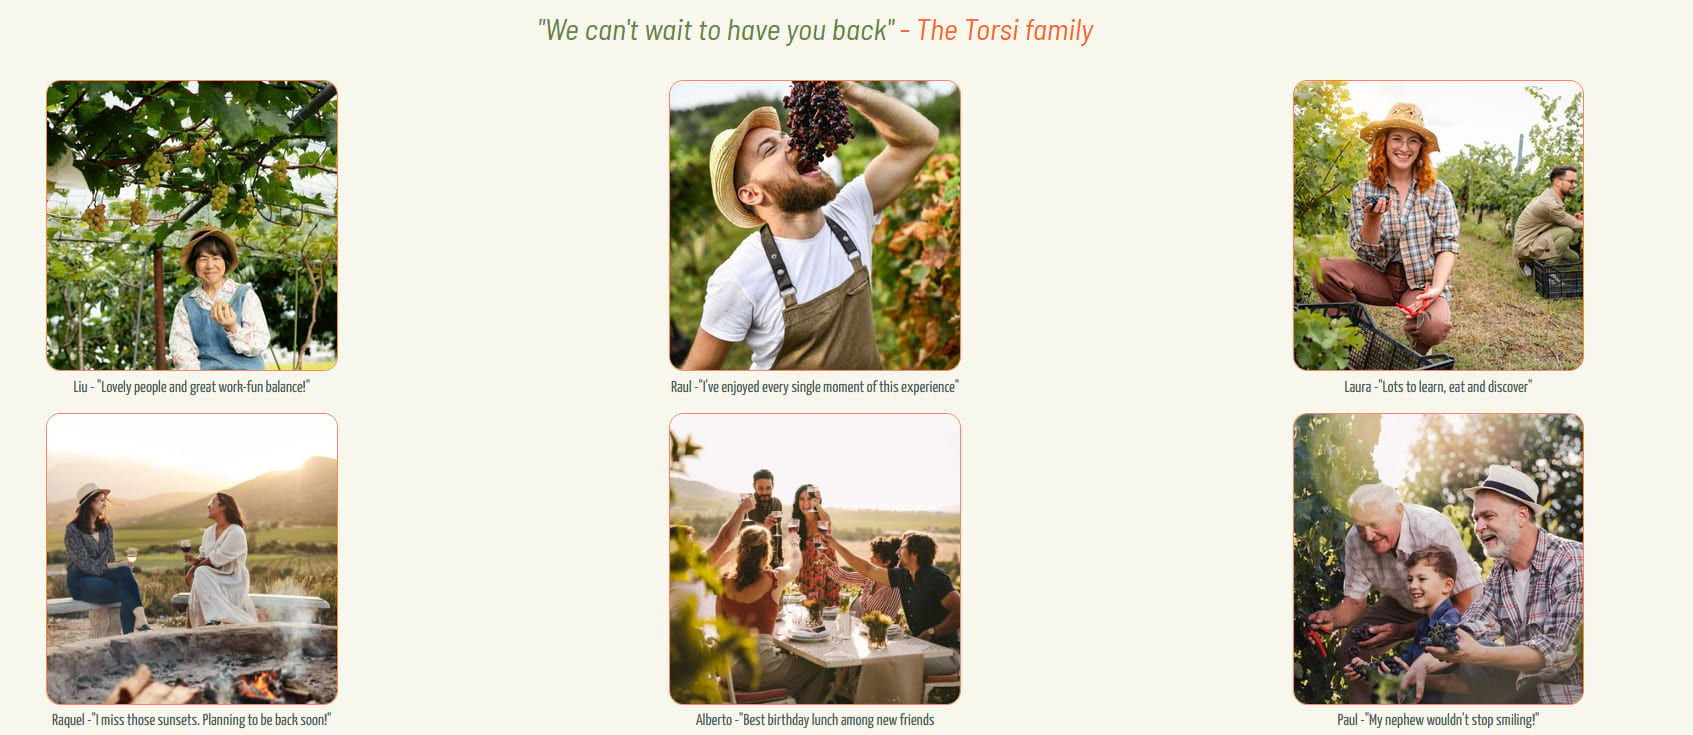 "We can't wait to have you back" - The Torsi family
Liu - "Lovely people and great work-fun balance!"
Raul -"I've enjoyed every single moment of this experience"
Laura -"Lots to learn, eat and discover"
Raquel -"I miss those sunsets. Planning to be back soon!"
Alberto -"Best birthday lunch among new friends
Paul -"My nephew wouldn't stop smiling!"